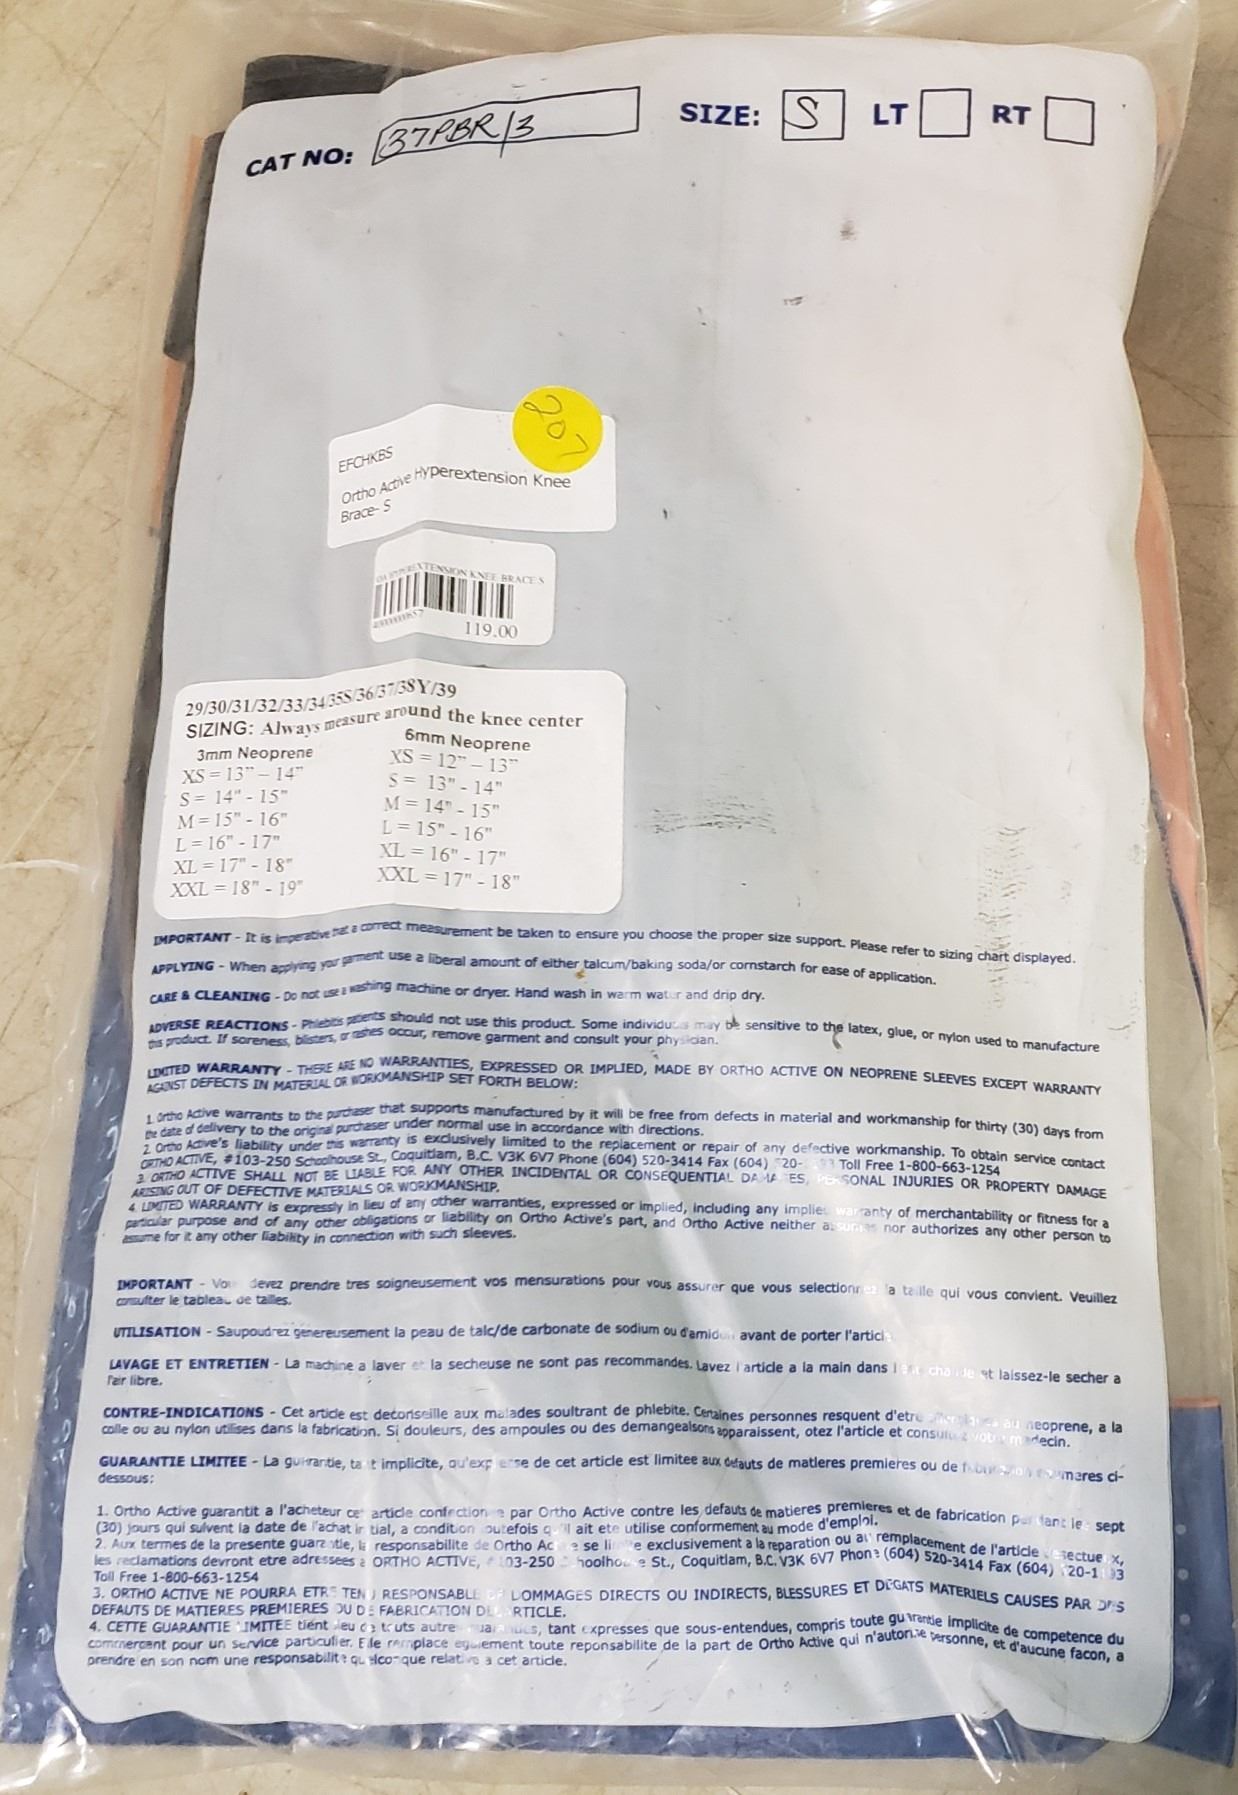 CAT NO: 37PBR/3 SIZE: S LT RT
207
EFCHKBS
Ortho Active Hyperextension Knee
Brace- S
OA HYPEREXTENSION KNEE BRACE S
119.00
29/30/31/32/33/34/35S/36/37/38Y/39
SIZING: Always measure around the knee center
3mm Neoprene 6mm Neoprene
XS = 13" – 14" XS = 12" – 13"
S = 14" - 15" S = 13" - 14"
M = 15" - 16" M = 14" - 15"
L = 16" - 17" L = 15" - 16"
XL = 17" - 18" XL = 16" - 17"
XXL = 18" - 19" XXL = 17" - 18"
IMPORTANT - It is imperative that a correct measurement be taken to ensure you choose the proper size support. Please refer to sizing chart displayed.
APPLYING - When applying your garment use a liberal amount of either talcum/baking soda/or cornstarch for ease of application.
CARE & CLEANING - Do not use a washing machine or dryer. Hand wash in warm water and drip dry.
ADVERSE REACTIONS - Phlebitis patients should not use this product. Some individuals may be sensitive to the latex, glue, or nylon used to manufacture
this product. If soreness, blisters, or rashes occur, remove garment and consult your physician.
LIMITED WARRANTY - THERE ARE NO WARRANTIES, EXPRESSED OR IMPLIED, MADE BY ORTHO ACTIVE ON NEOPRENE SLEEVES EXCEPT WARRANTY
AGAINST DEFECTS IN MATERIAL OR WORKMANSHIP SET FORTH BELOW:
1. Ortho Active warrants to the purchaser that supports manufactured by it will be free from defects in material and workmanship for thirty (30) days from
the date of delivery to the original purchaser under normal use in accordance with directions.
2. Ortho Active's liability under this warranty is exclusively limited to the replacement or repair of any defective workmanship. To obtain service contact
ORTHO ACTIVE, #103-250 Schoolhouse St., Coquitlam, B.C. V3K 6V7 Phone (604) 520-3414 Fax (604) Toll Free 1-800-663-1254
3. ORTHO ACTIVE SHALL NOT BE LIABLE FOR ANY OTHER INCIDENTAL OR CONSEQUENTIAL DAMAGES, PERSONAL INJURIES OR PROPERTY DAMAGE
ARISING OUT OF DEFECTIVE MATERIALS OR WORKMANSHIP.
4. LIMITED WARRANTY is expressly in lieu of any other warranties, expressed or implied, including any implied warranty of merchantability or fitness for a
particular purpose and of any other obligations or liability on Ortho Active's part, and Ortho Active neither assumes nor authorizes any other person to
assume for it any other liability in connection with such sleeves.
IMPORTANT - Vous devez prendre tres soigneusement vos mensurations pour vous assurer que vous selectionnez la taille qui vous convient. Veuillez
consulter le tableau de tailles.
UTILISATION - Saupoudrez genereusement la peau de talc/de carbonate de sodium ou d'amidon avant de porter l'article.
LAVAGE ET ENTRETIEN - La machine a laver et la secheuse ne sont pas recommandes. Lavez l'article a la main dans et laissez-le secher a
l'air libre.
CONTRE-INDICATIONS - Cet article est deconseille aux malades soultrant de phlebite. Certaines personnes resquent d'etre au neoprene, a la
colle ou au nylon utilises dans la fabrication. Si douleurs, des ampoules ou des demangealsons apparaissent, otez l'article et consultez votre medecin.
GUARANTIE LIMITEE - La guarantie, tant implicite, qu'expresse de cet article est limitee aux defauts de matieres premieres ou de fabrication ci-
dessous:
1. Ortho Active guarantit a l'acheteur cet article confectionne par Ortho Active contre les defauts de matieres premieres et de fabrication pendant les sept
(30) jours qui suivent la date de l'achat initial, a condition toutefois qu'il ait ete utilise conformement au mode d'emploi.
2. Aux termes de la presente guarantie, la responsabilite de Ortho Active se limite exclusivement a la reparation ou au remplacement de l'article
les reclamations devront etre adressees a ORTHO ACTIVE, #103-250 Schoolhouse St., Coquitlam, B.C. V3K 6V7 Phone (604) 520-3414 Fax (604)
Toll Free 1-800-663-1254
3. ORTHO ACTIVE NE POURRA ETRE TENU RESPONSABLE DE DOMMAGES DIRECTS OU INDIRECTS, BLESSURES ET DEGATS MATERIELS CAUSES PAR DES
DEFAUTS DE MATIERES PREMIERES OU DE FABRICATION DE L'ARTICLE.
4. CETTE GUARANTIE LIMITEE tient lieu de touts autres guaranties, tant expresses que sous-entendues, compris toute guarantie implicite de competence du
commercant pour un service particulier. Elle remplace egalement toute reponsabilite de la part de Ortho Active qui n'autorise personne, et d'aucune facon, a
prendre en son nom une responsabilite quelconque relative a cet article.